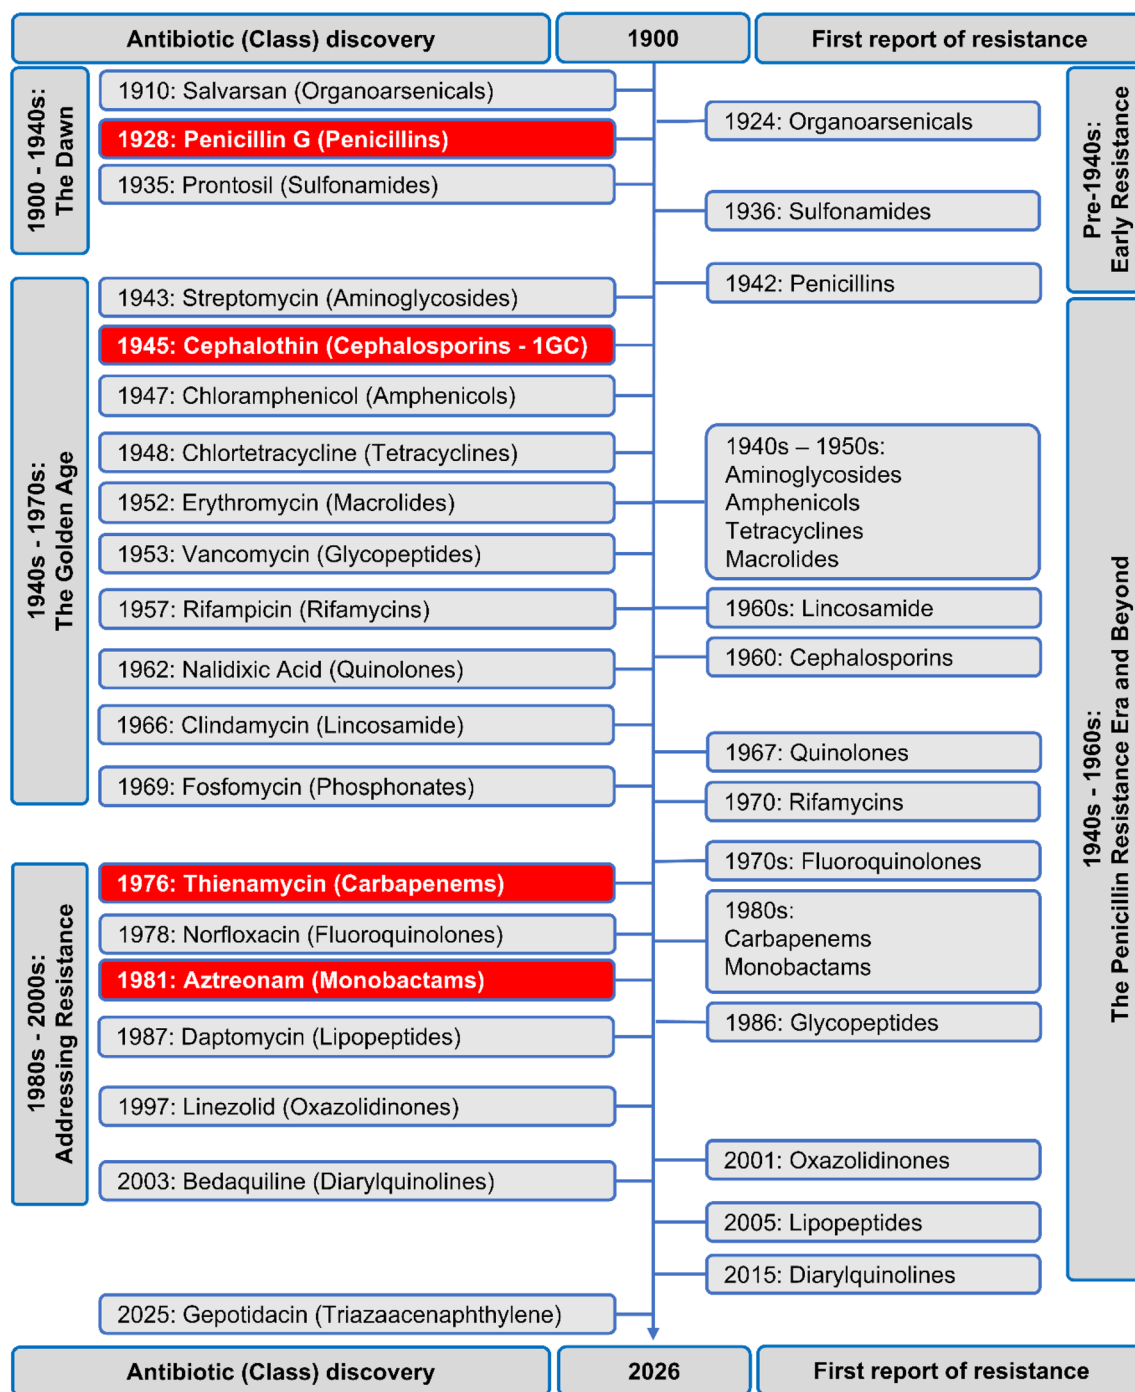 Antibiotic (Class) discovery
1900
First report of resistance
1900 - 1940s:
The Dawn
1910: Salvarsan (Organoarsenicals)
1928: Penicillin G (Penicillins)
1935: Prontosil (Sulfonamides)
1924: Organoarsenicals
1936: Sulfonamides
1942: Penicillins
Pre-1940s:
Early Resistance
1940s - 1970s:
The Golden Age
1943: Streptomycin (Aminoglycosides)
1945: Cephalothin (Cephalosporins - 1GC)
1947: Chloramphenicol (Amphenicols)
1948: Chlortetracycline (Tetracyclines)
1952: Erythromycin (Macrolides)
1953: Vancomycin (Glycopeptides)
1957: Rifampicin (Rifamycins)
1962: Nalidixic Acid (Quinolones)
1966: Clindamycin (Lincosamide)
1969: Fosfomycin (Phosphonates)
1940s – 1950s:
Aminoglycosides
Amphenicols
Tetracyclines
Macrolides
1960s: Lincosamide
1960: Cephalosporins
1967: Quinolones
1970: Rifamycins
1940s - 1960s:
The Penicillin Resistance Era and Beyond
1980s - 2000s:
Addressing Resistance
1976: Thienamycin (Carbapenems)
1978: Norfloxacin (Fluoroquinolones)
1981: Aztreonam (Monobactams)
1987: Daptomycin (Lipopeptides)
1997: Linezolid (Oxazolidinones)
2003: Bedaquiline (Diarylquinolines)
1970s: Fluoroquinolones
1980s:
Carbapenems
Monobactams
1986: Glycopeptides
2001: Oxazolidinones
2005: Lipopeptides
2015: Diarylquinolines
2025: Gepotidacin (Triazaacenaphthylene)
Antibiotic (Class) discovery
2026
First report of resistance